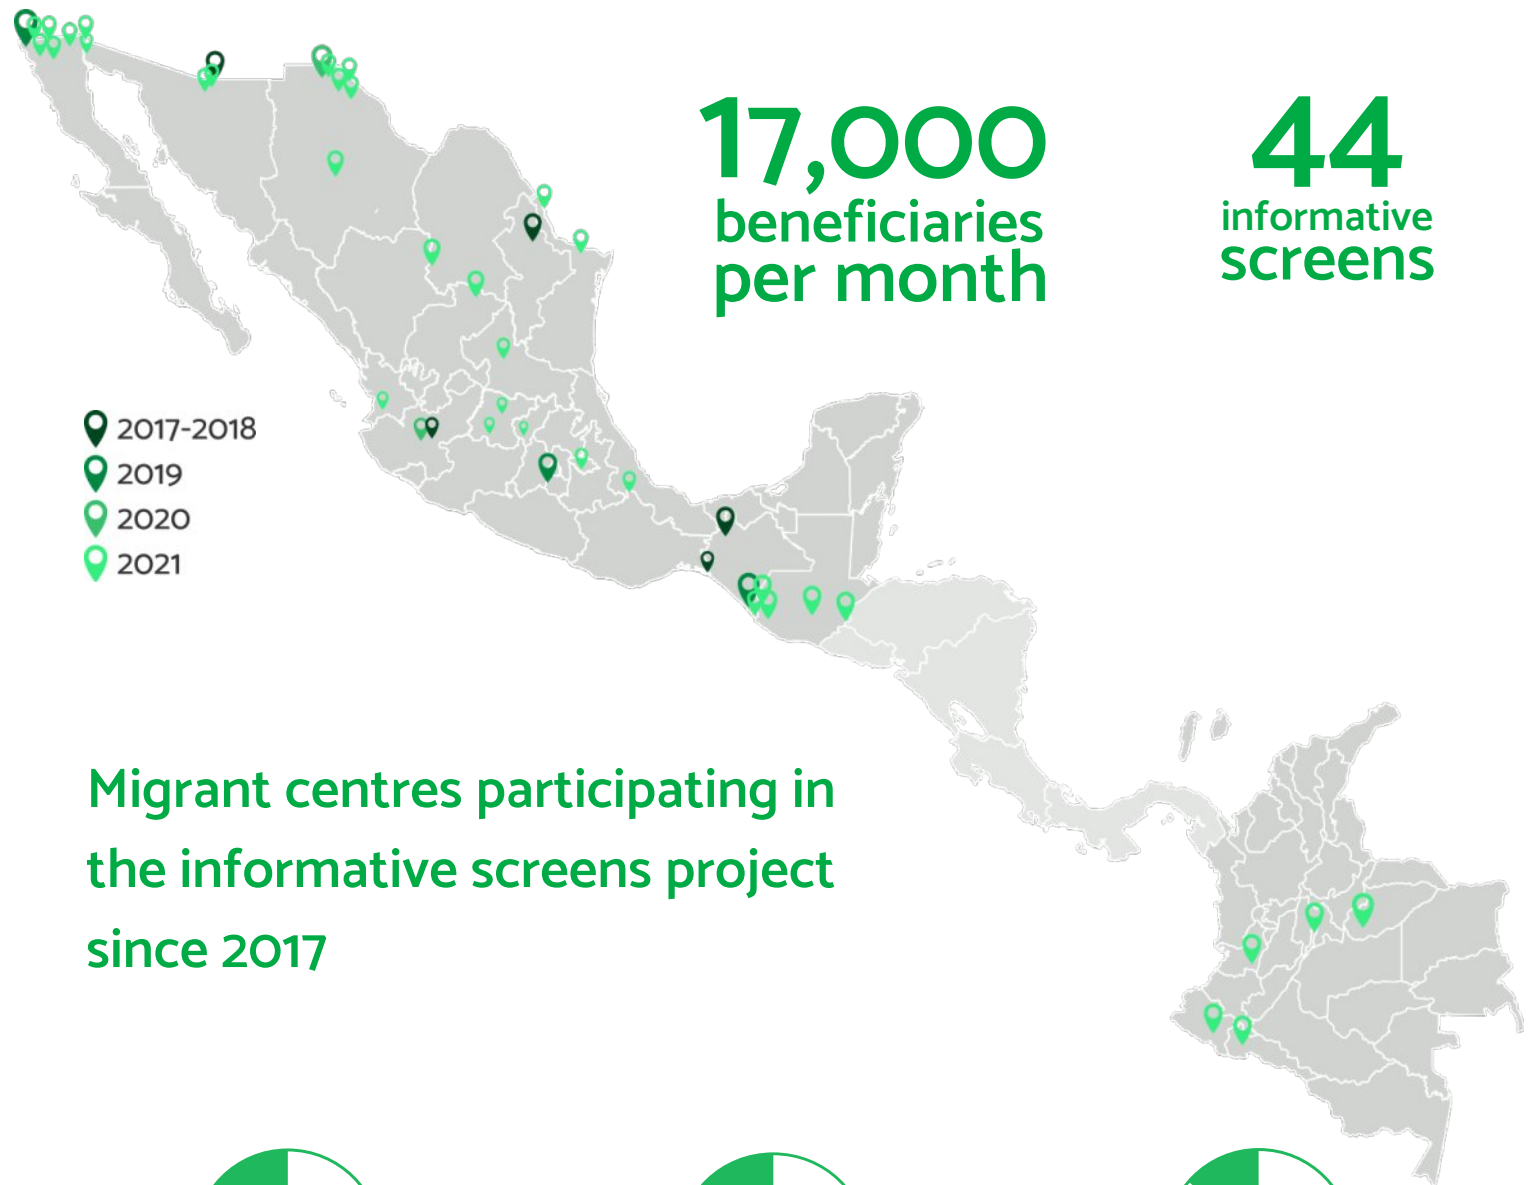 17,000
beneficiaries
per month
44
informative
screens
2017-2018
2019
2020
2021
Migrant centres participating in
the informative screens project
since 2017